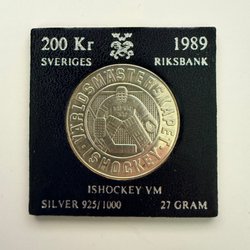 200 Kr 1989
SVERIGES RIKSBANK
VÄRLDSMÄSTERSKAPET
ISHOCKEY
ISHOCKEY VM
SILVER 925/1000 27 GRAM